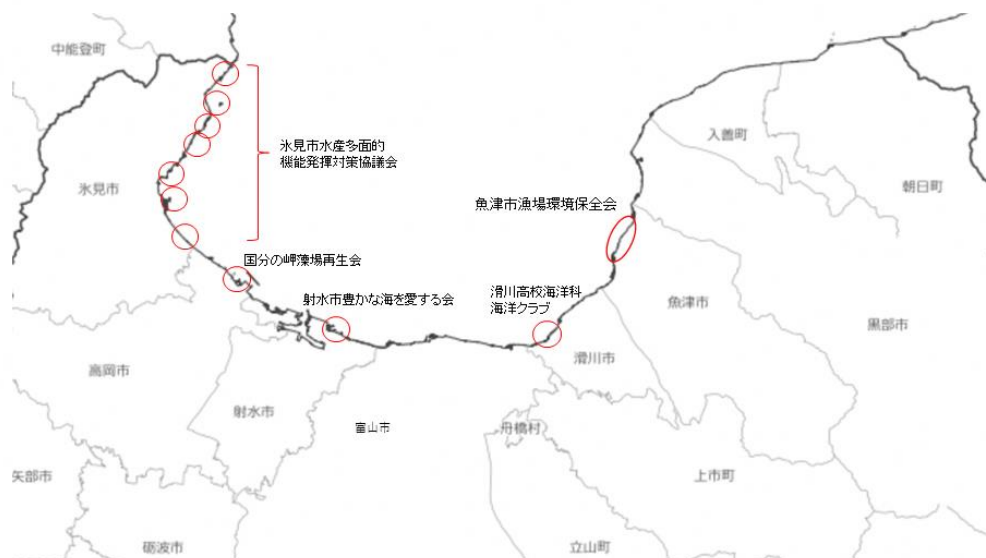 中能登町
氷見市
氷見市水産多面的
機能発揮対策協議会
国分の岬藻場再生会
射水市豊かな海を愛する会
滑川高校海洋科
海洋クラブ
魚津市漁場環境保全会
入善町
朝日町
魚津市
黒部市
滑川市
高岡市
射水市
富山市
舟橋村
上市町
矢部市
砺波市
立山町